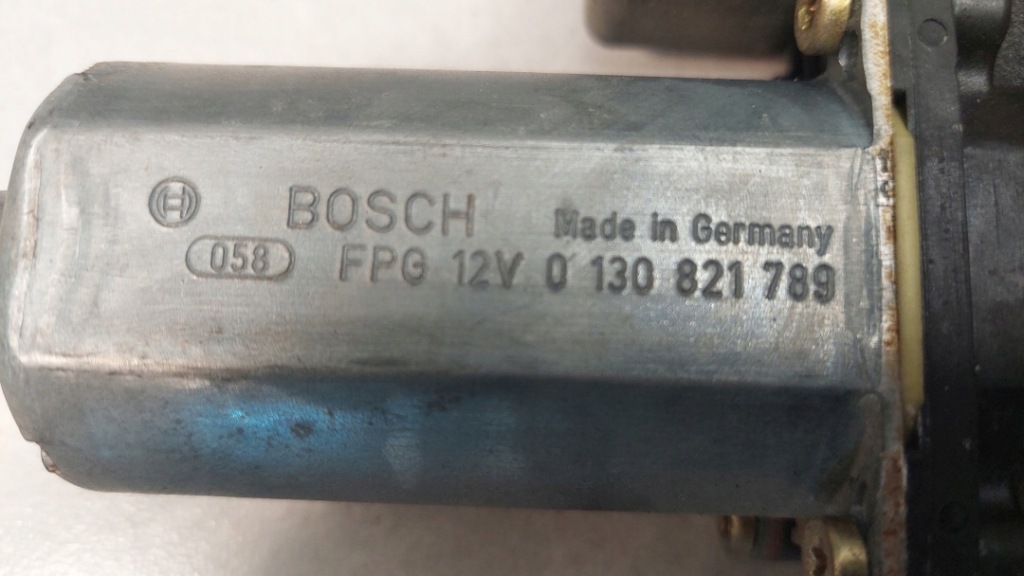 BOSCH Made in Germany
058 FPG 12V 0 130 821 789